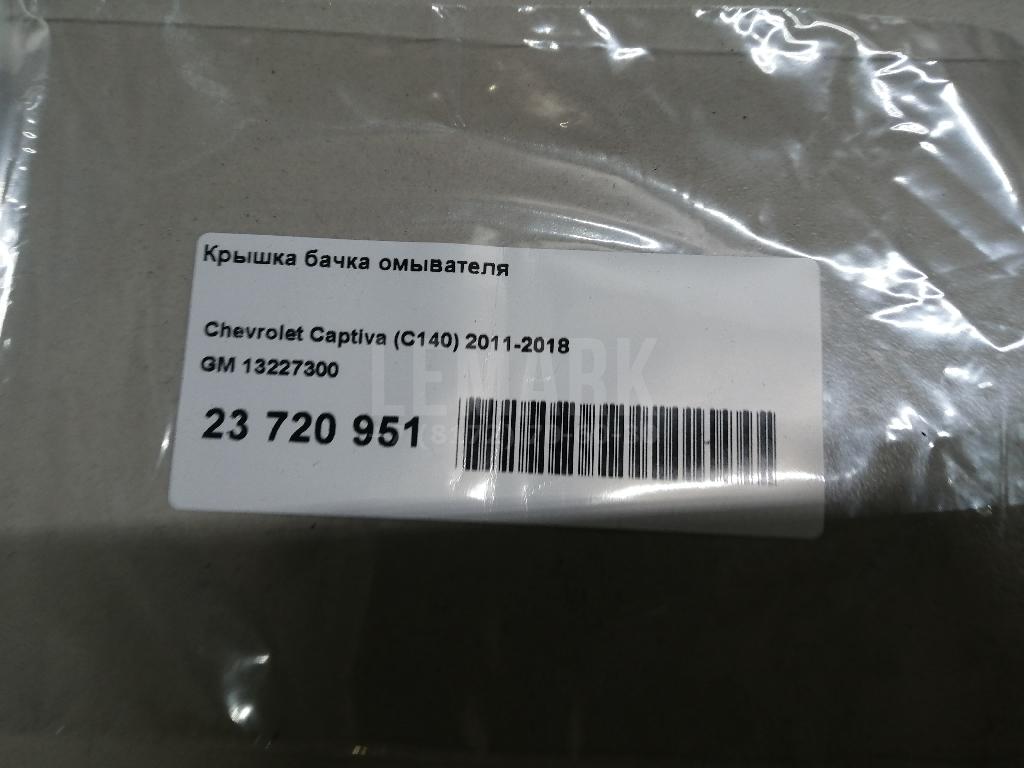 Крышка бачка омывателя
Chevrolet Captiva (C140) 2011-2018
GM 13227300
LEMARK
23 720 951